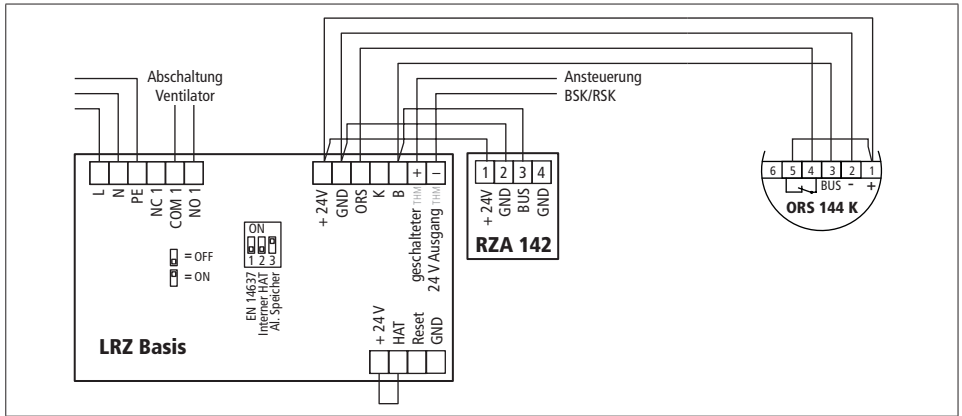 Abschaltung
Ventilator
Ansteuerung
BSK/RSK
L
N
PE
NC 1
COM 1
NO 1
+ 24V
GND
ORS
K
B
+
–
geschalteter THM
24 V Ausgang THM
1 2 3 4
+ 24V
GND
BUS
GND
RZA 142
6 5 4 3 2 1
BUS - +
ORS 144 K
= OFF
= ON
ON
1 2 3
EN 14637
Interner HAT
Al. Speicher
+ 24 V
HAT
Reset
GND
LRZ Basis